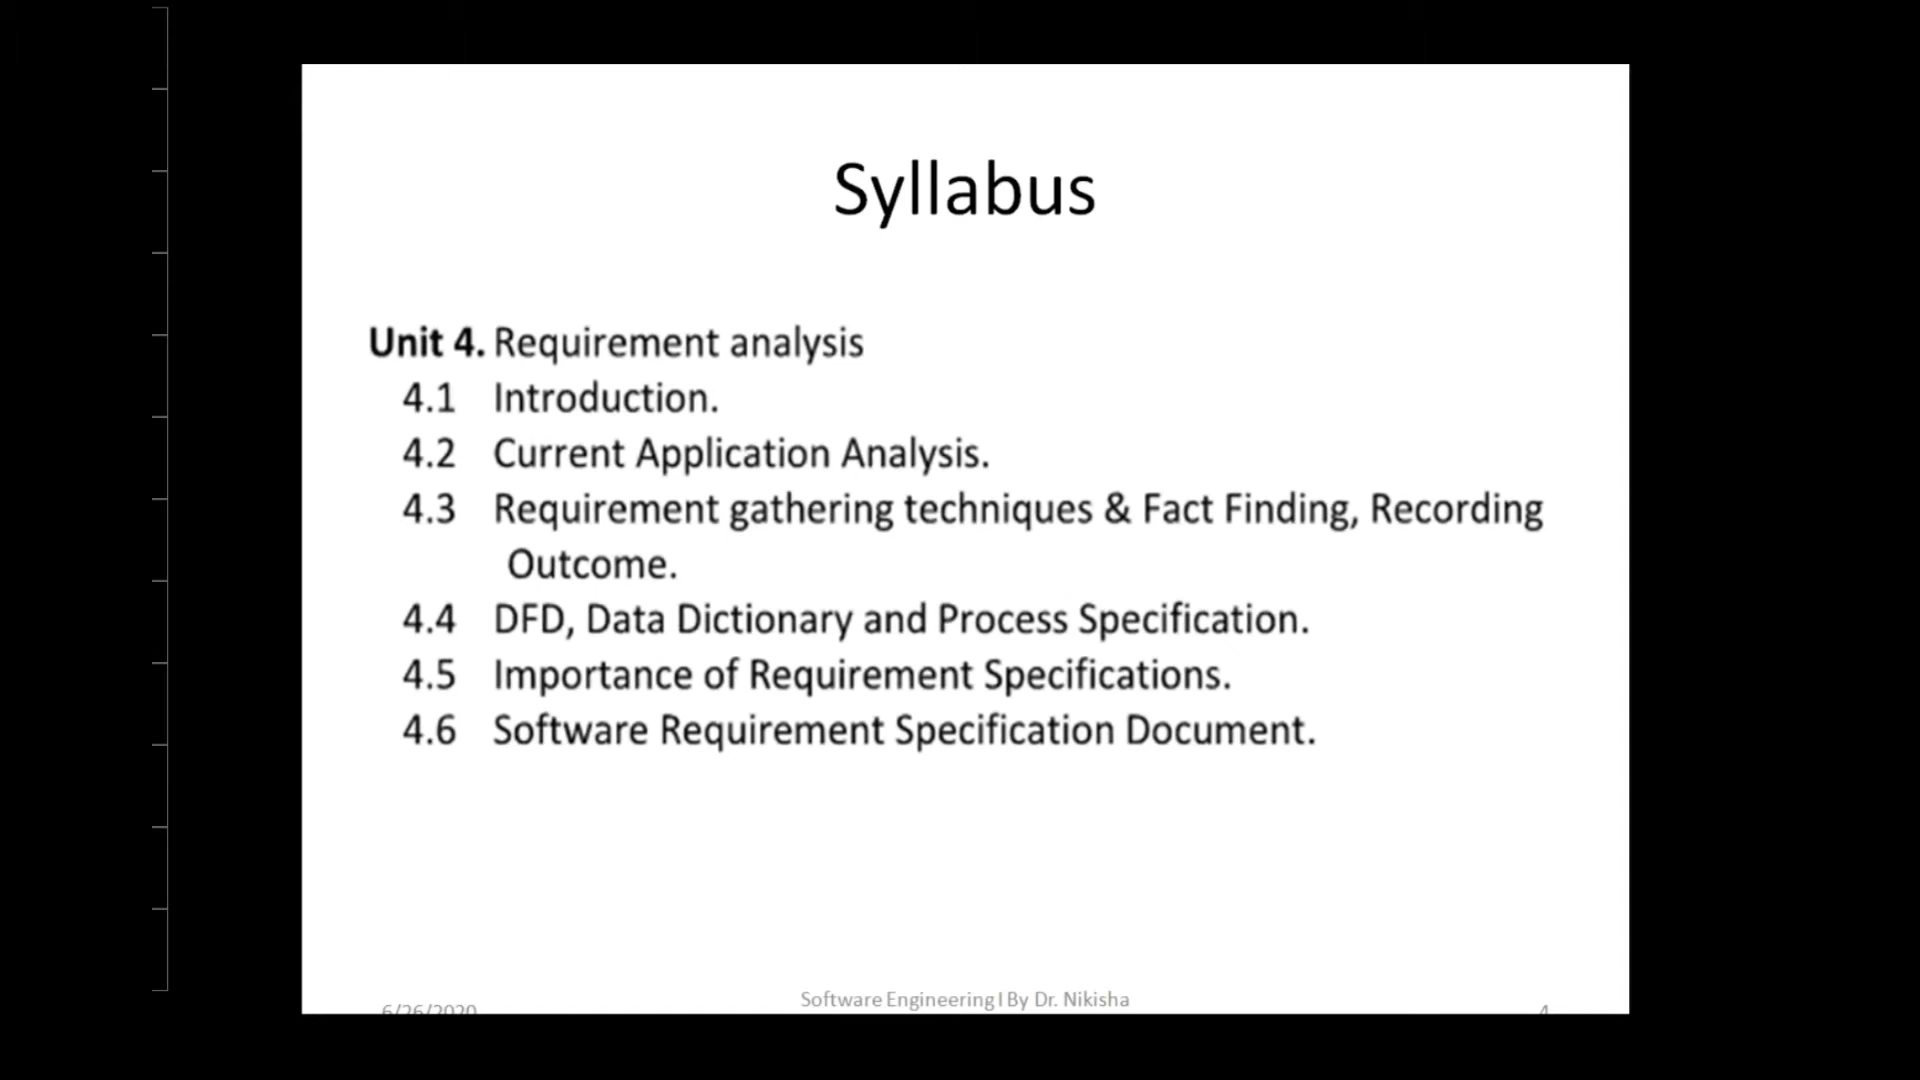 Syllabus
Unit 4. Requirement analysis
4.1 Introduction.
4.2 Current Application Analysis.
4.3 Requirement gathering techniques & Fact Finding, Recording
Outcome.
4.4 DFD, Data Dictionary and Process Specification.
4.5 Importance of Requirement Specifications.
4.6 Software Requirement Specification Document.
6/26/2020
Software Engineering I By Dr. Nikisha
4